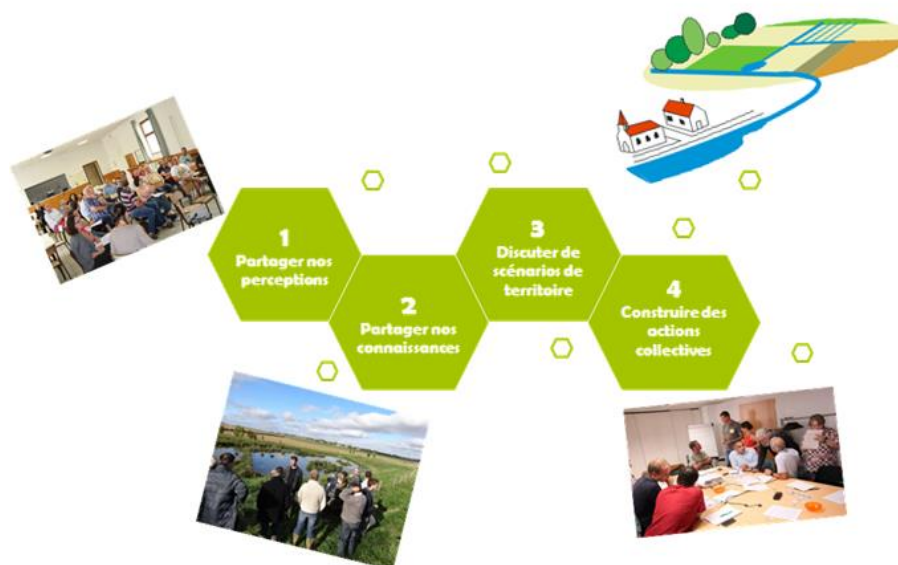 1
Partager nos
perceptions
2
Partager nos
connaissances
3
Discuter de
scénarios de
territoire
4
Construire des
actions
collectives